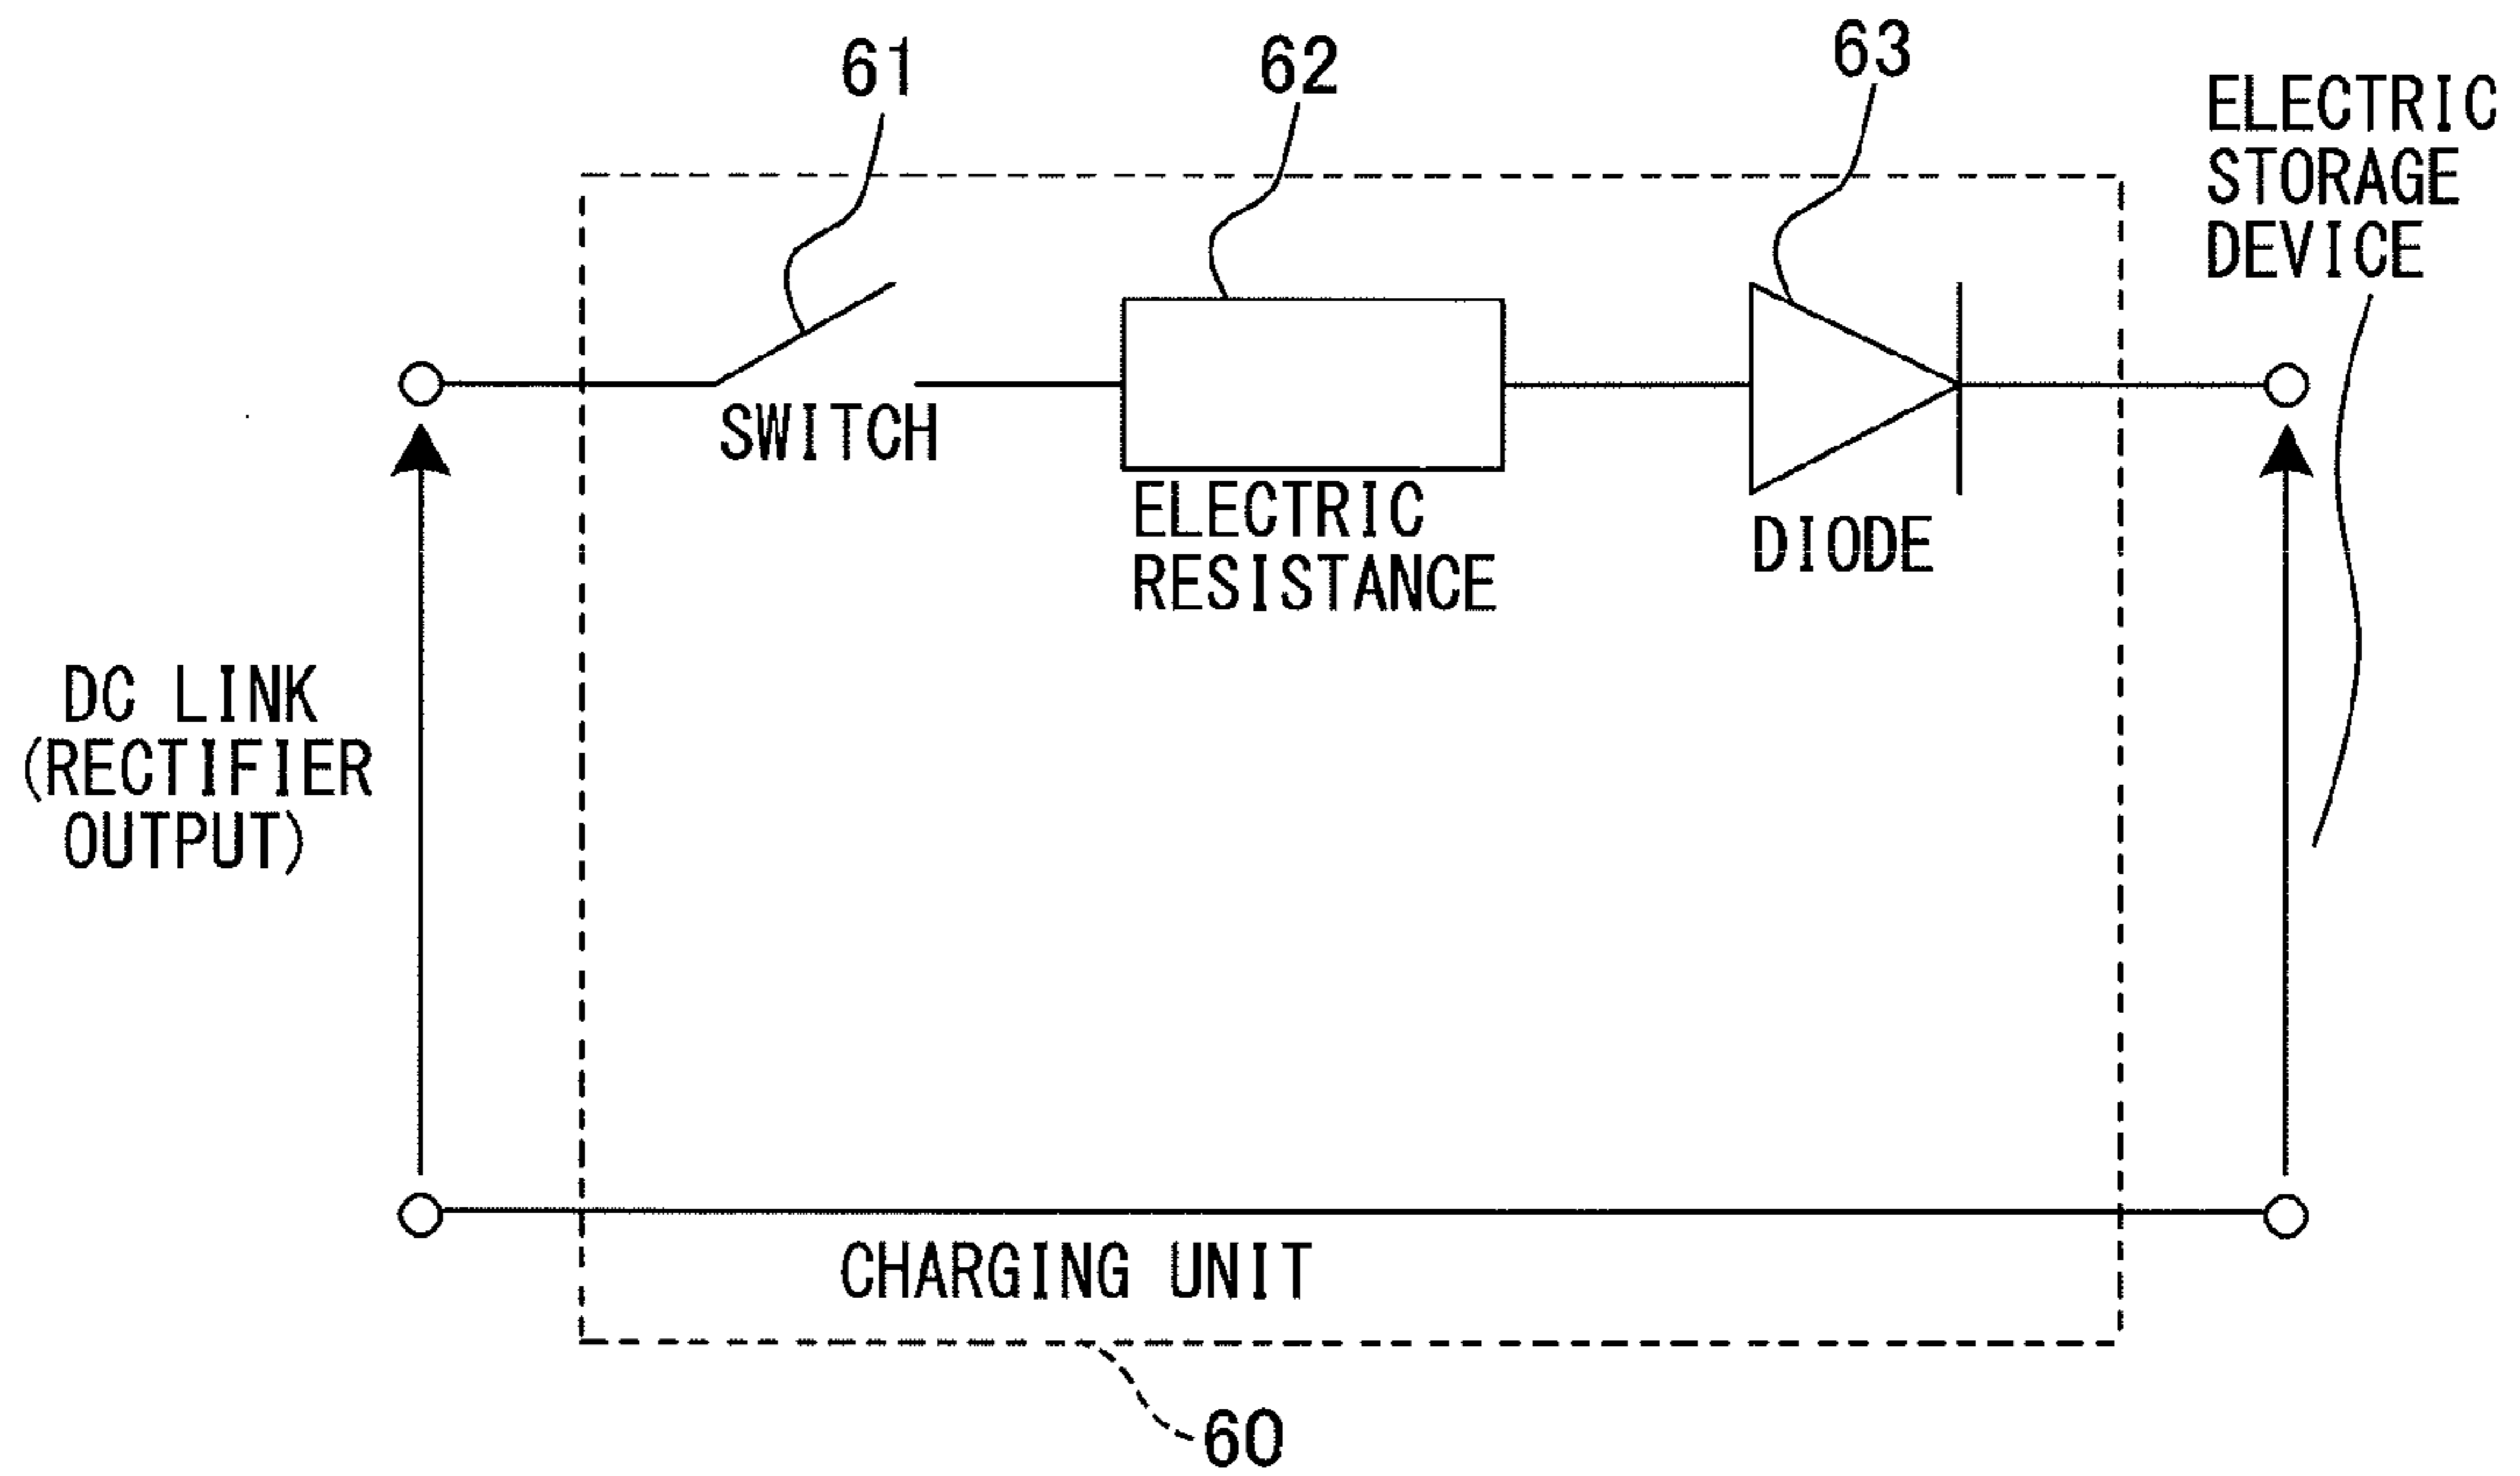 61
62
63
ELECTRIC
STORAGE
DEVICE
SWITCH
ELECTRIC
RESISTANCE
DIODE
DC LINK
(RECTIFIER
OUTPUT)
CHARGING UNIT
60